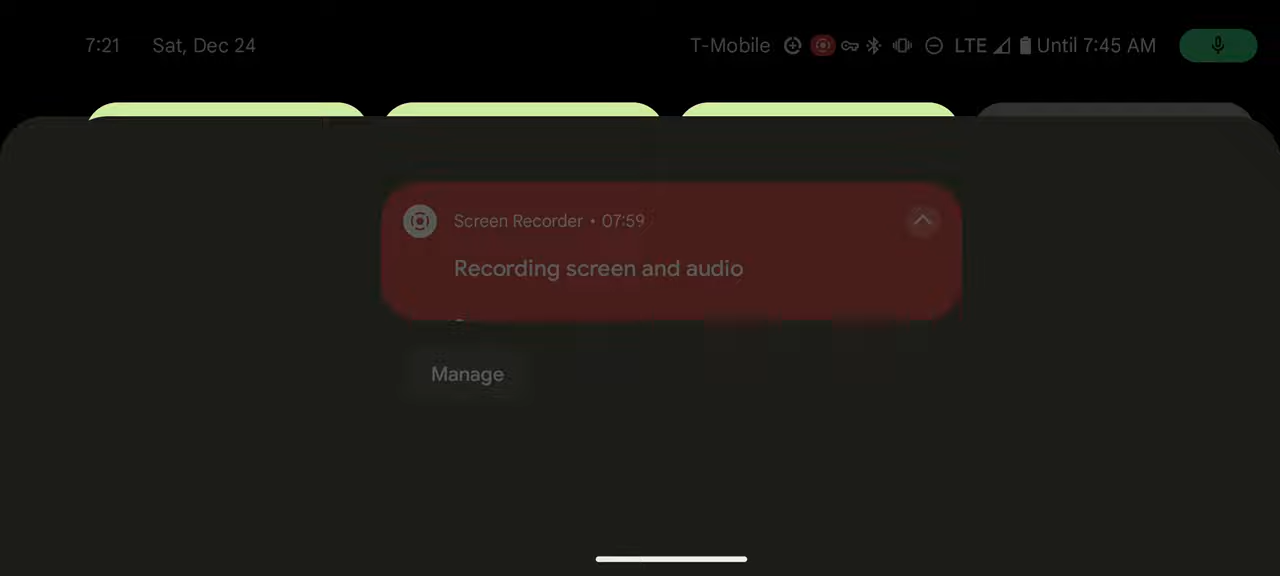 7:21 Sat, Dec 24 T-Mobile LTE Until 7:45 AM
Screen Recorder • 07:59
Recording screen and audio
Manage